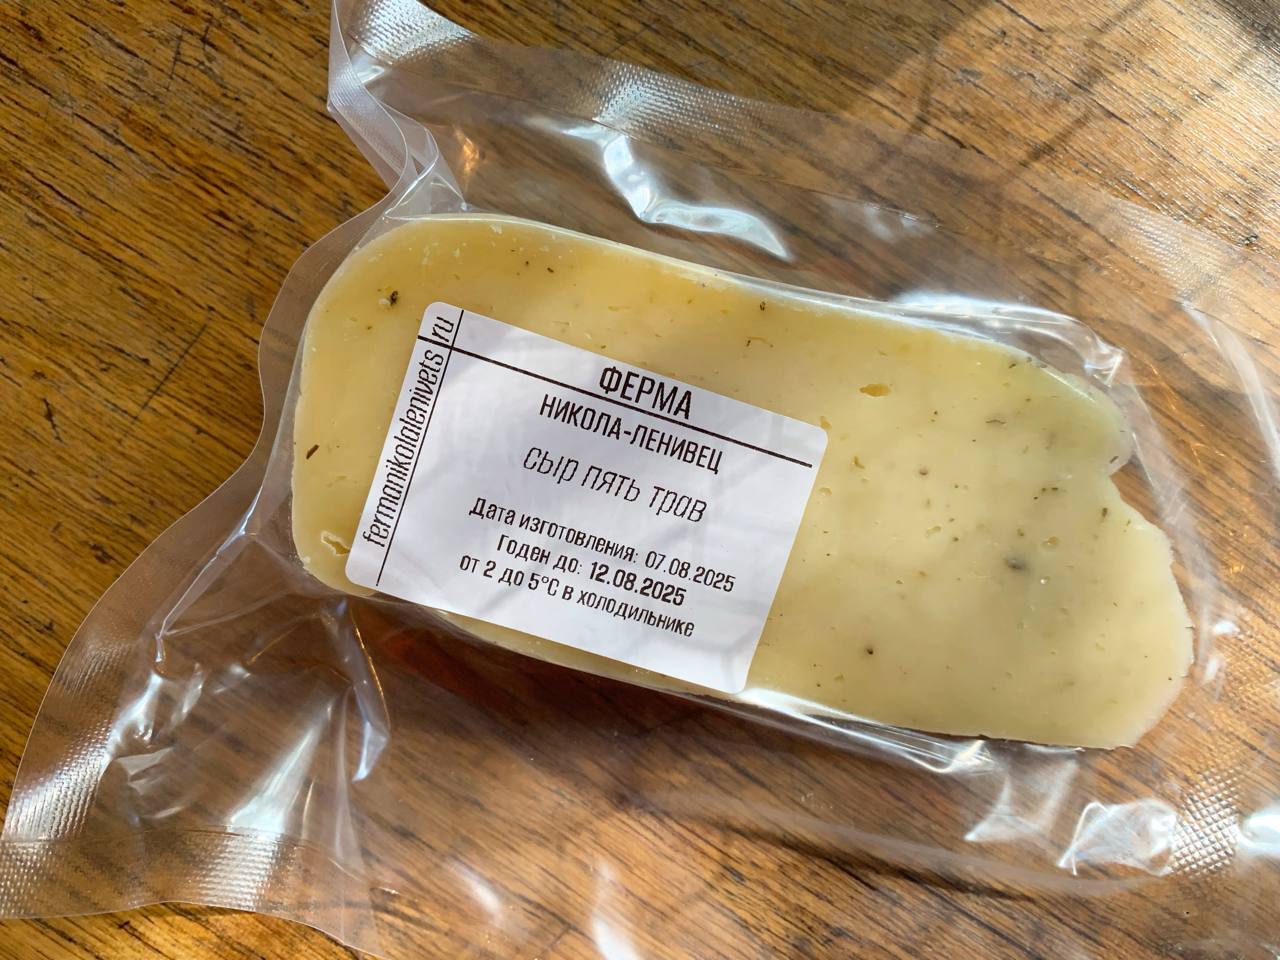 fermanikolalenivets ru
ФЕРМА
НИКОЛА-ЛЕНИВЕЦ
сыр пять трав
Дата изготовления: 07.08.2025
Годен до: 12.08.2025
от 2 до 5°С в холодильнике